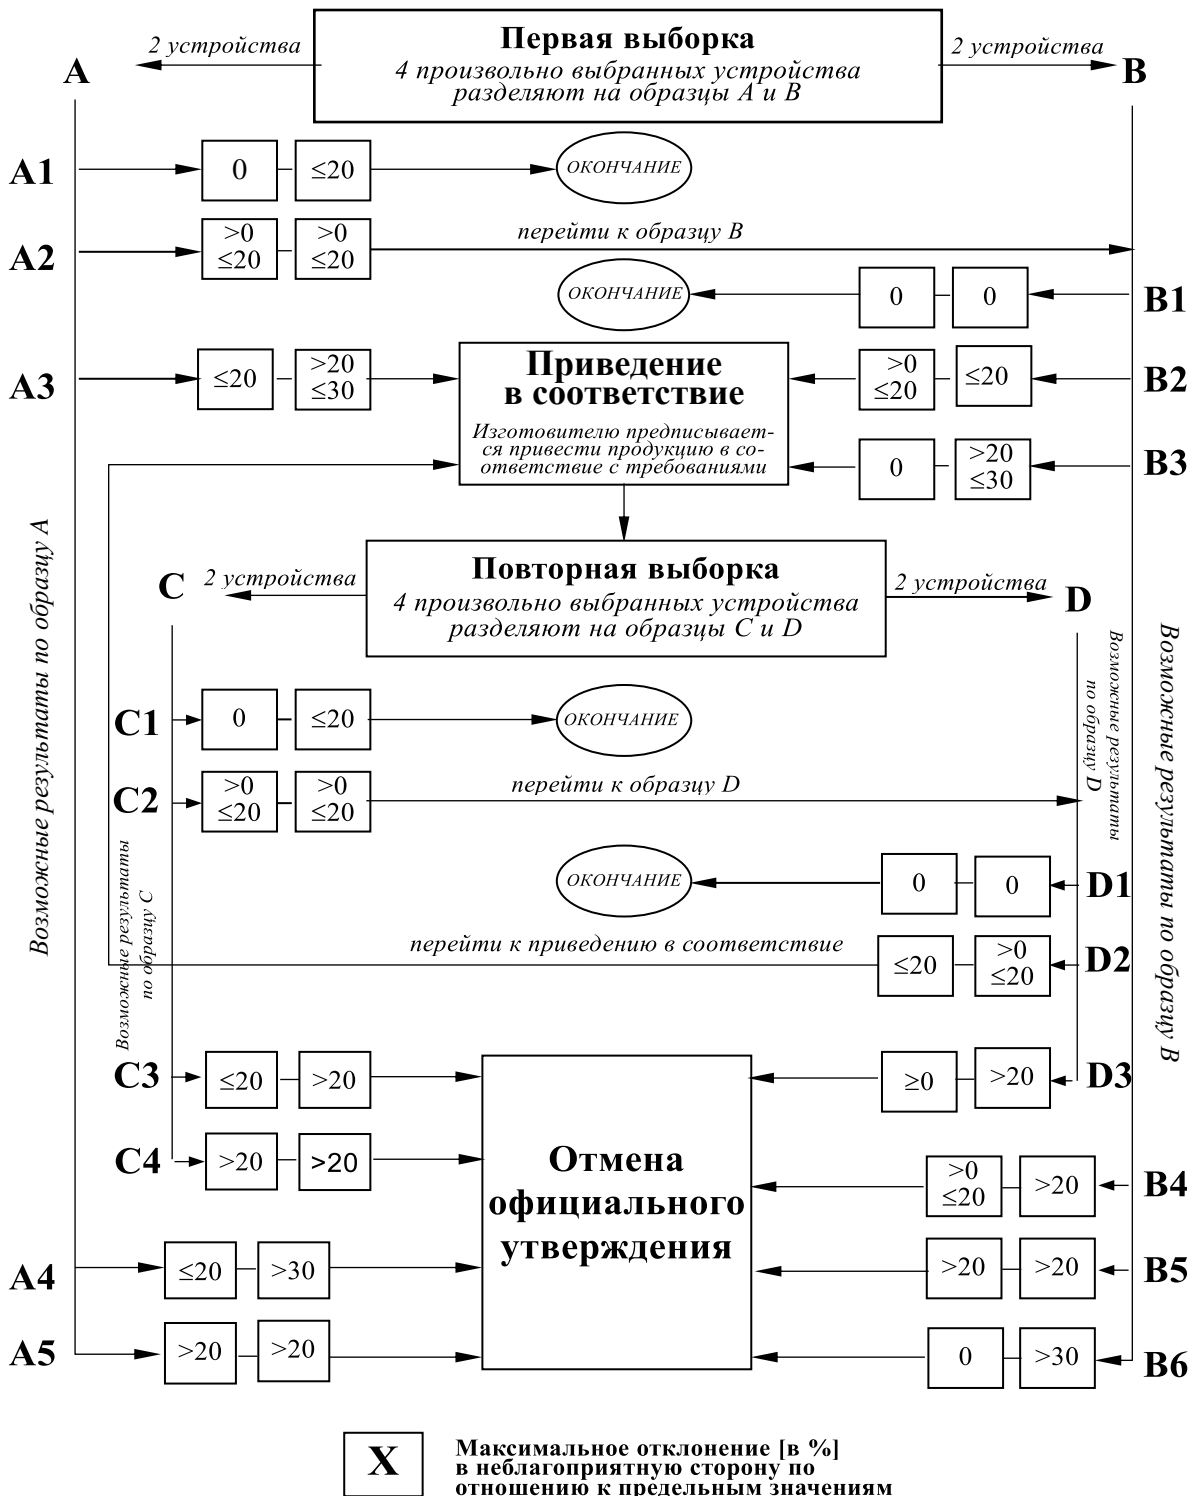 Первая выборка
4 произвольно выбранных устройства
разделяют на образцы A и B
2 устройства
2 устройства
A
B
A1
0
≤20
ОКОНЧАНИЕ
A2
>0
≤20
>0
≤20
перейти к образцу B
ОКОНЧАНИЕ
0
0
B1
A3
≤20
>20
≤30
Приведение
в соответствие
Изготовителю предписывает-
ся привести продукцию в со-
ответствие с требованиями
>0
≤20
≤20
B2
0
>20
≤30
B3
Возможные результаты по образцу A
Повторная выборка
4 произвольно выбранных устройства
разделяют на образцы C и D
C
2 устройства
2 устройства
D
Возможные результаты
по образцу D
Возможные результаты по образцу B
C1
0
≤20
ОКОНЧАНИЕ
C2
>0
≤20
>0
≤20
перейти к образцу D
Возможные результаты
по образцу C
ОКОНЧАНИЕ
0
0
D1
перейти к приведению в соответствие
≤20
>0
≤20
D2
C3
≤20
>20
≥0
>20
D3
C4
>20
>20
Отмена
официального
утверждения
>0
≤20
>20
B4
A4
≤20
>30
>20
>20
B5
A5
>20
>20
0
>30
B6
X
Максимальное отклонение [в %]
в неблагоприятную сторону по
отношению к предельным значениям